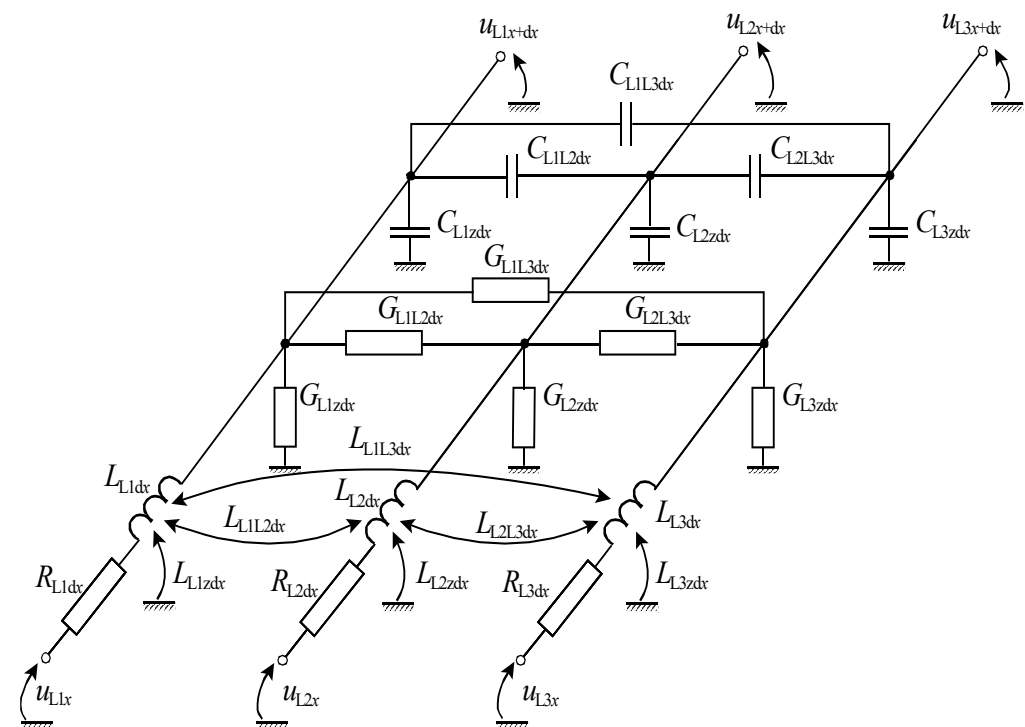 uL1x+dx
uL2x+dx
uL3x+dx
CL1L3dx
CL1L2dx
CL2L3dx
CL1zdx
CL2zdx
CL3zdx
GL1L3dx
GL1L2dx
GL2L3dx
GL1zdx
GL2zdx
GL3zdx
LL1L3dx
LL1dx
LL2dx
LL3dx
LL1L2dx
LL2L3dx
RL1dx
LL1zdx
RL2dx
LL2zdx
RL3dx
LL3zdx
uL1x
uL2x
uL3x